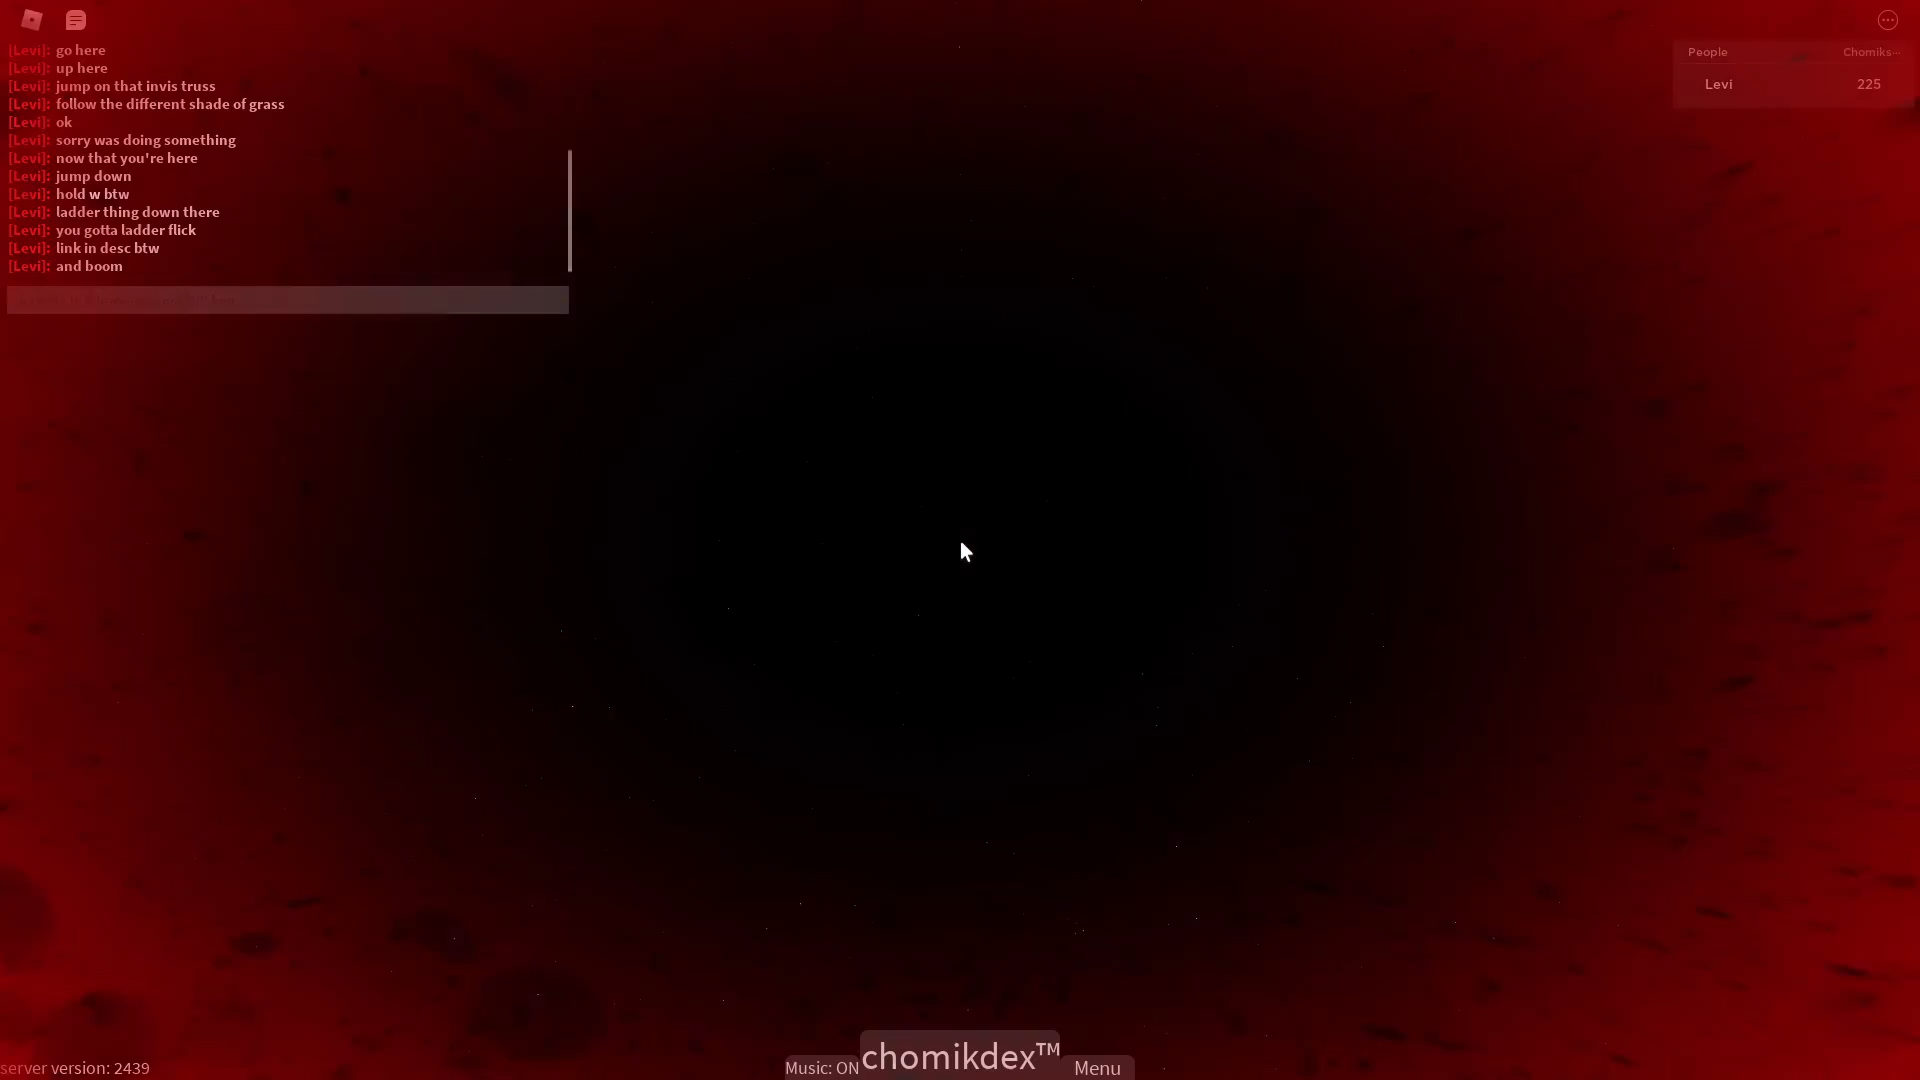 [Levi]: go here
[Levi]: up here
[Levi]: jump on that invis truss
[Levi]: follow the different shade of grass
[Levi]: ok
[Levi]: sorry was doing something
[Levi]: now that you're here
[Levi]: jump down
[Levi]: hold w btw
[Levi]: ladder thing down there
[Levi]: you gotta ladder flick
[Levi]: link in desc btw
[Levi]: and boom
People Chomiks...
Levi 225
server version: 2439
Music: ON
chomikdex™
Menu